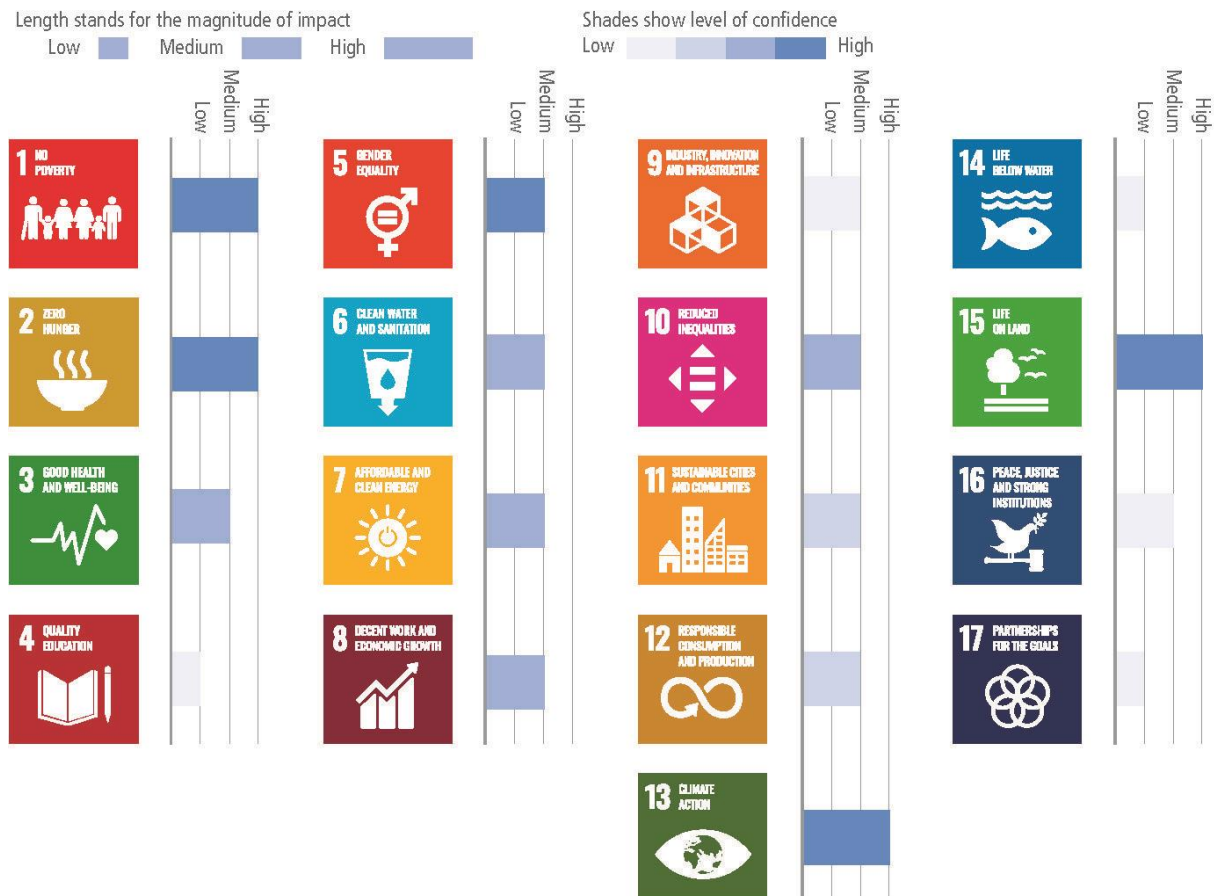 Length stands for the magnitude of impact
Low Medium High
Shades show level of confidence
Low High
Low
Medium
High
Low
Medium
High
Low
Medium
High
Low
Medium
High
1 NO
POVERTY
2 ZERO
HUNGER
3 GOOD HEALTH
AND WELL-BEING
4 QUALITY
EDUCATION
5 GENDER
EQUALITY
6 CLEAN WATER
AND SANITATION
7 AFFORDABLE AND
CLEAN ENERGY
8 DECENT WORK AND
ECONOMIC GROWTH
9 INDUSTRY, INNOVATION
AND INFRASTRUCTURE
10 REDUCED
INEQUALITIES
11 SUSTAINABLE CITIES
AND COMMUNITIES
12 RESPONSIBLE
CONSUMPTION
AND PRODUCTION
13 CLIMATE
ACTION
14 LIFE
BELOW WATER
15 LIFE
ON LAND
16 PEACE, JUSTICE
AND STRONG
INSTITUTIONS
17 PARTNERSHIPS
FOR THE GOALS